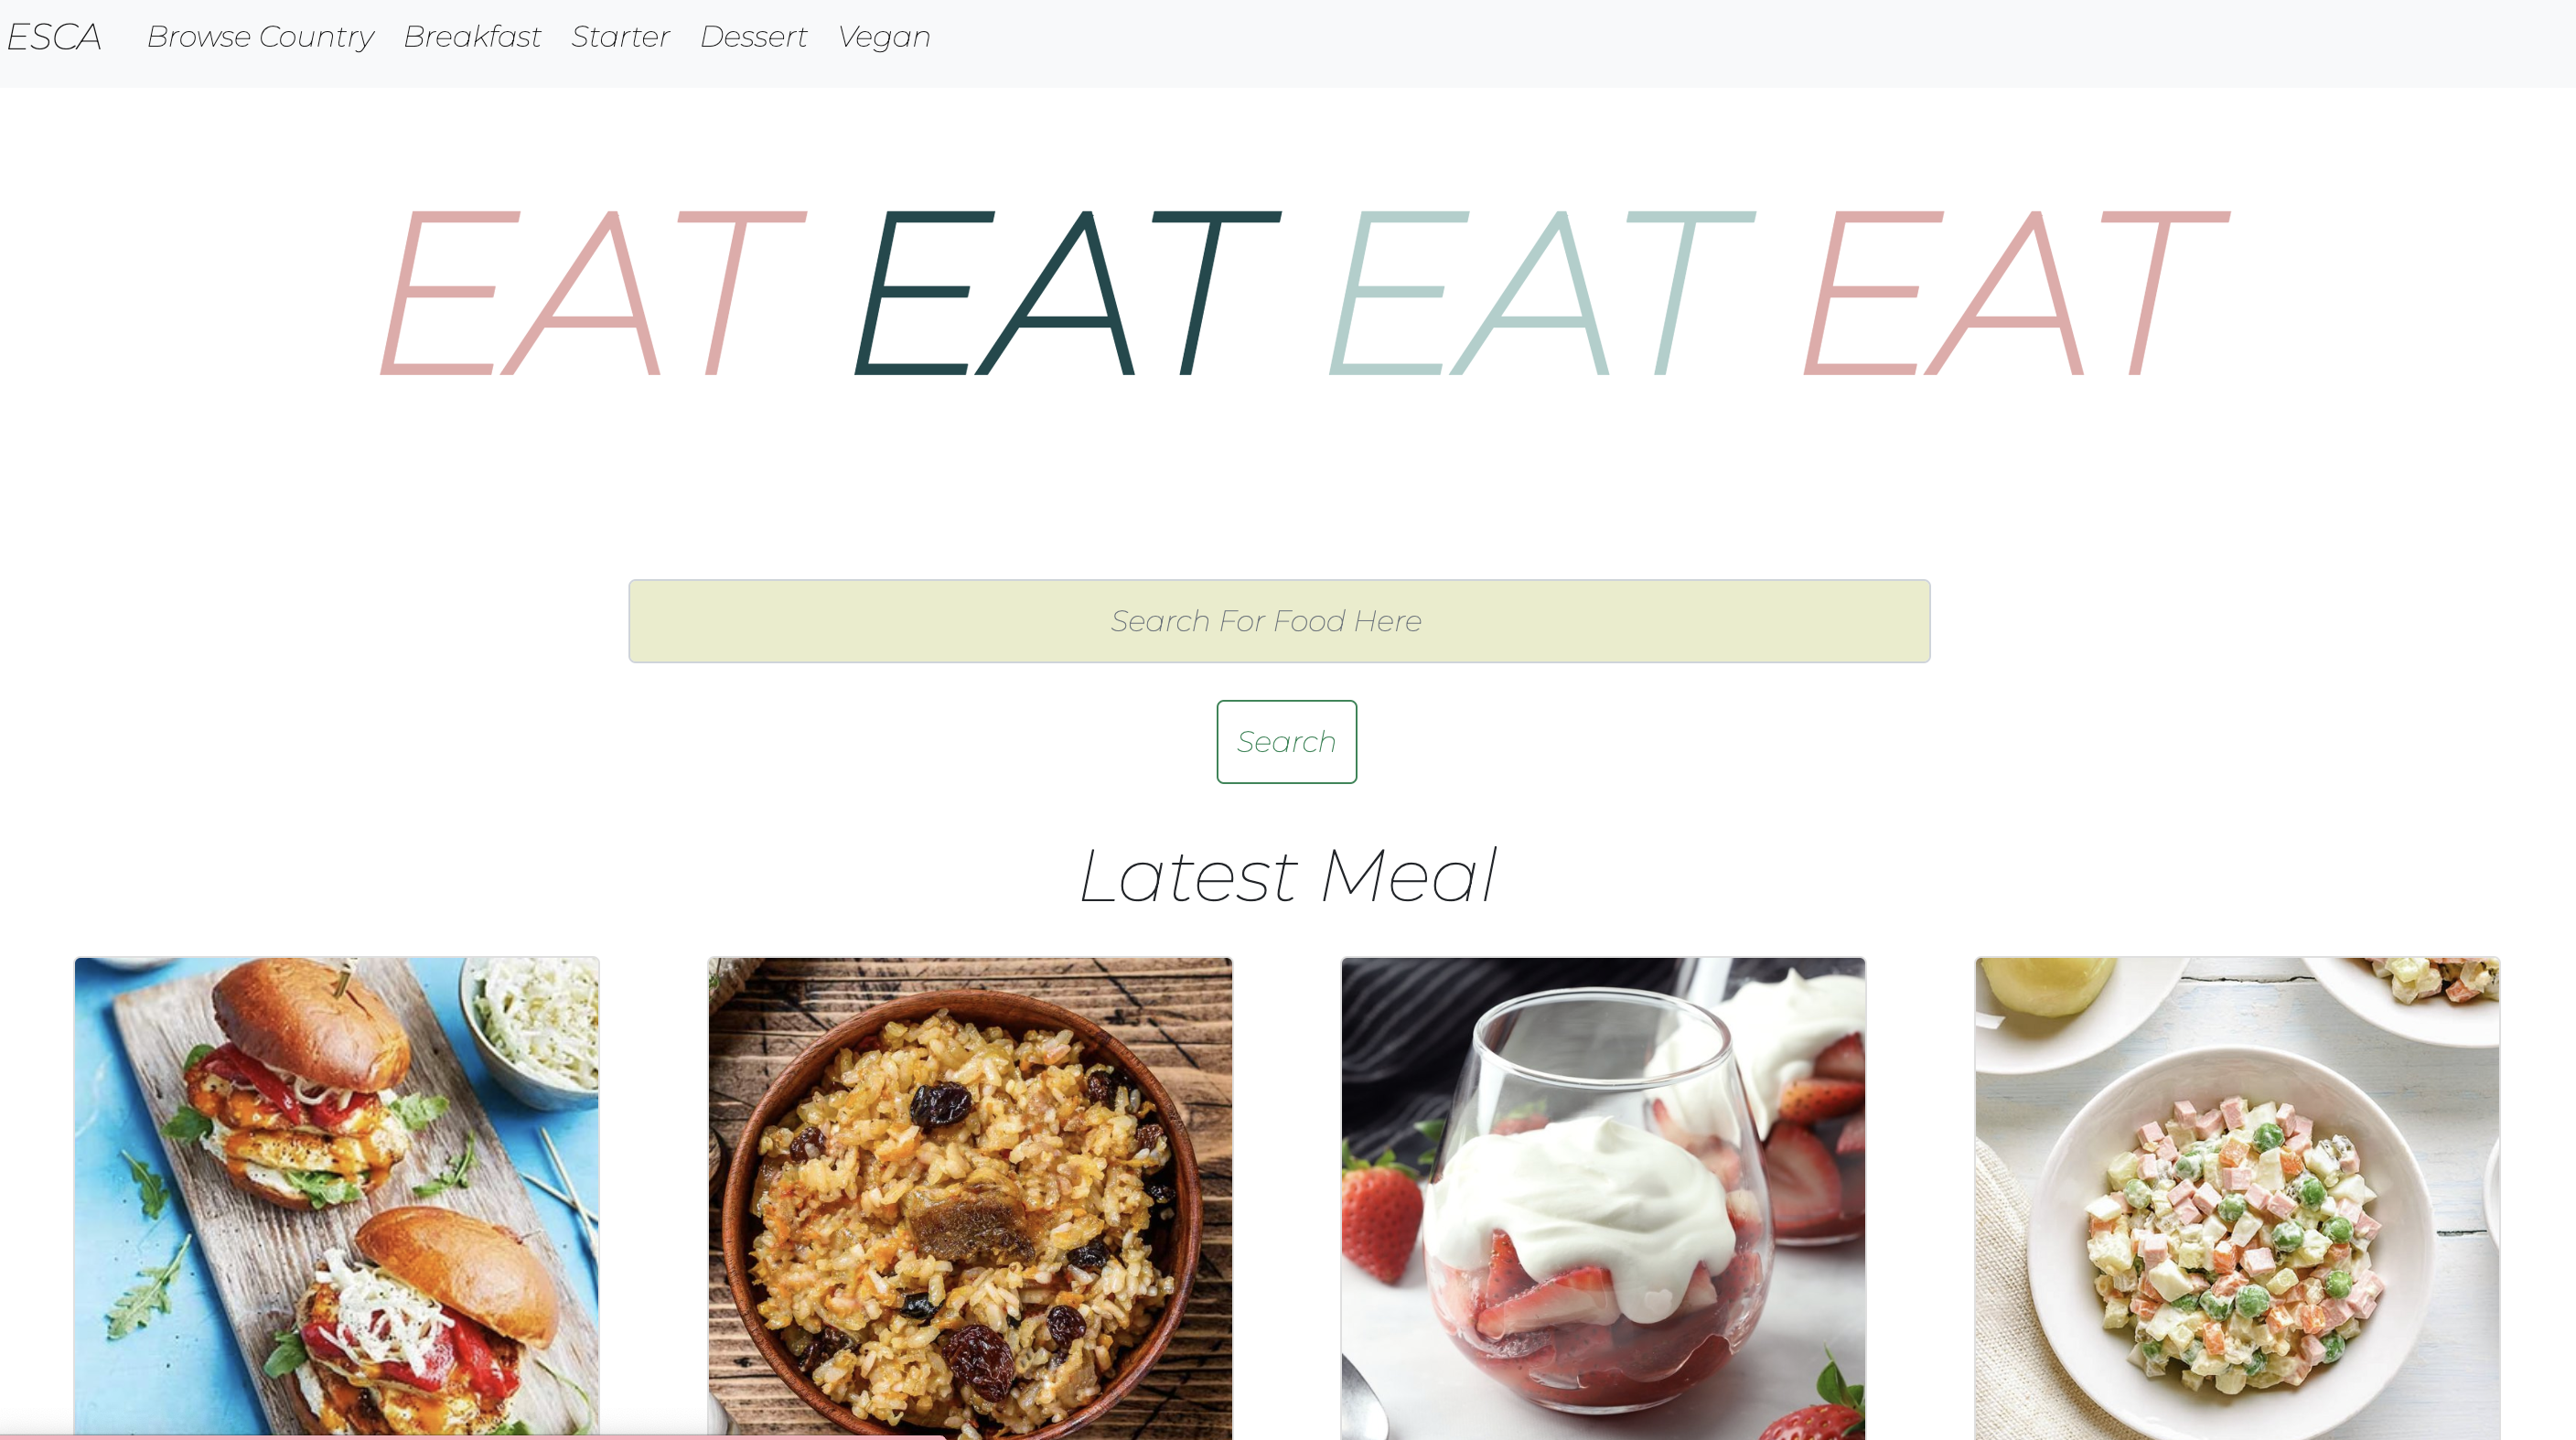 ESCA Browse Country Breakfast Starter Dessert Vegan
EAT EAT EAT EAT
Search For Food Here
Search
Latest Meal